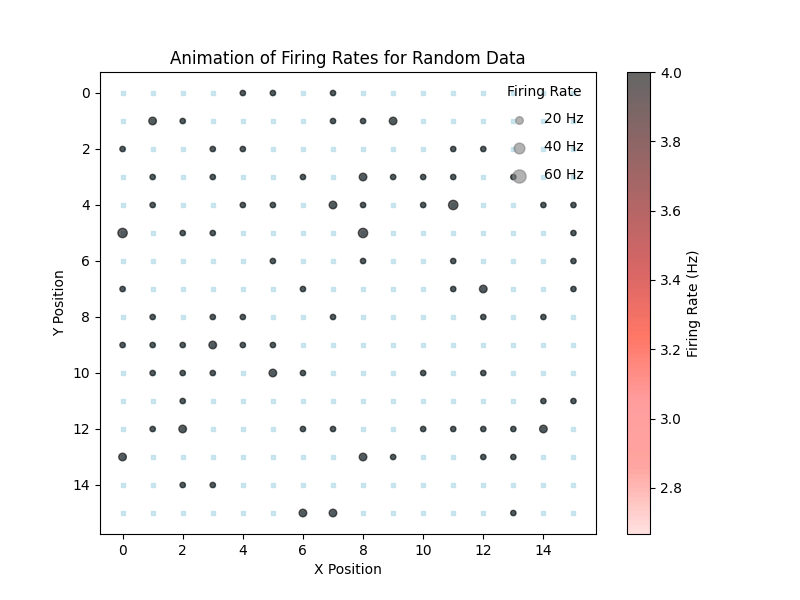 Animation of Firing Rates for Random Data
Firing Rate
20 Hz
40 Hz
60 Hz
0
2
4
6
8
10
12
14
Y Position
0
2
4
6
8
10
12
14
X Position
4.0
3.8
3.6
3.4
3.2
3.0
2.8
Firing Rate (Hz)